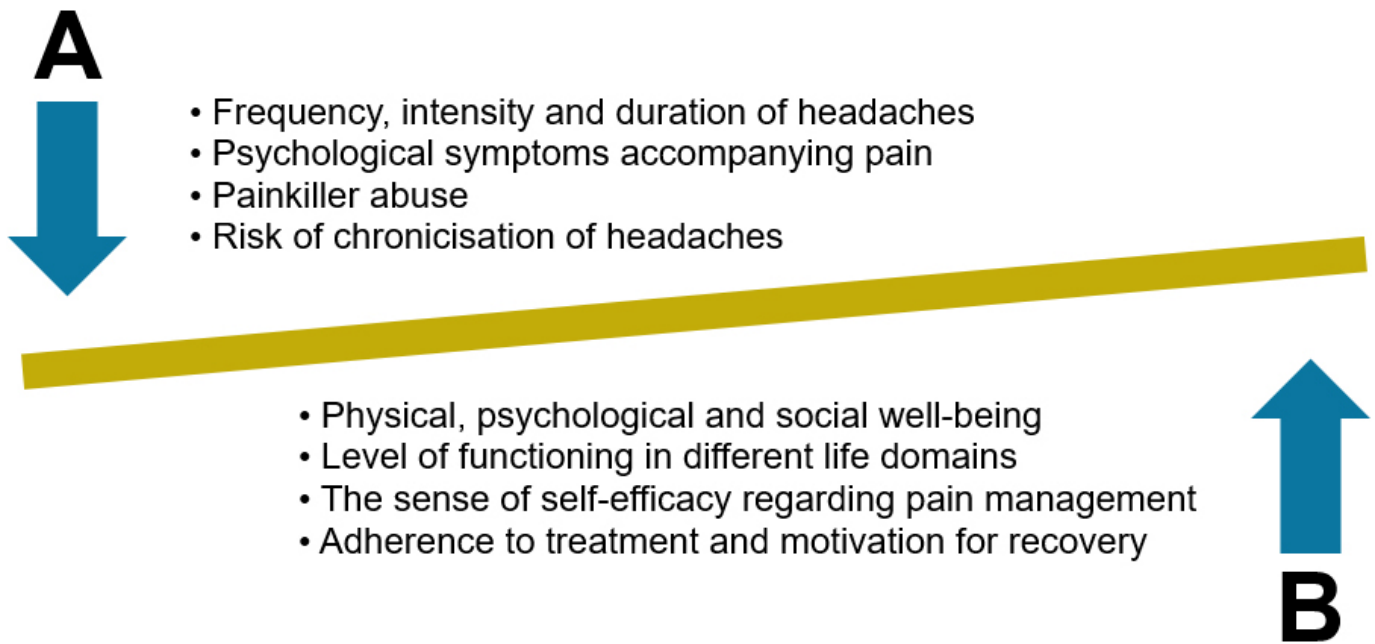 A
• Frequency, intensity and duration of headaches
• Psychological symptoms accompanying pain
• Painkiller abuse
• Risk of chronicisation of headaches
• Physical, psychological and social well-being
• Level of functioning in different life domains
• The sense of self-efficacy regarding pain management
• Adherence to treatment and motivation for recovery
B